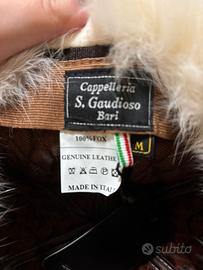 Cappelleria
S. Gaudioso
Bari
M
100%FOX
GENUINE LEATHER
MADE IN ITALY
subito